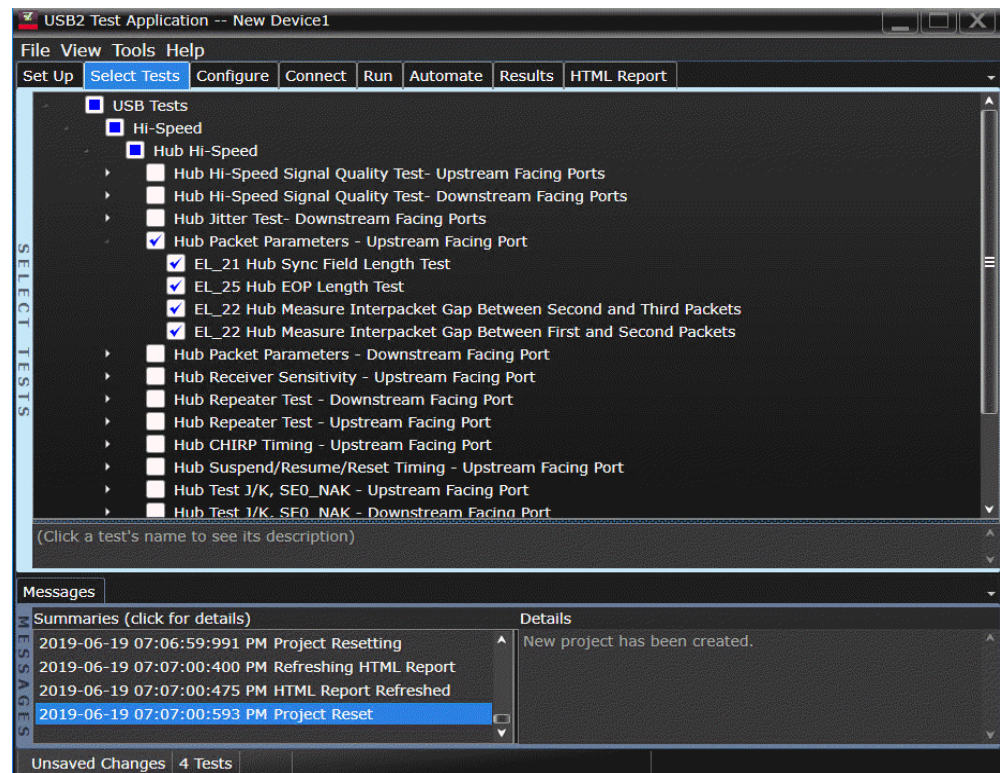 USB2 Test Application -- New Device1
File View Tools Help
Set Up Select Tests Configure Connect Run Automate Results HTML Report
SELECT TESTS
USB Tests
Hi-Speed
Hub Hi-Speed
Hub Hi-Speed Signal Quality Test- Upstream Facing Ports
Hub Hi-Speed Signal Quality Test- Downstream Facing Ports
Hub Jitter Test- Downstream Facing Ports
Hub Packet Parameters - Upstream Facing Port
EL_21 Hub Sync Field Length Test
EL_25 Hub EOP Length Test
EL_22 Hub Measure Interpacket Gap Between Second and Third Packets
EL_22 Hub Measure Interpacket Gap Between First and Second Packets
Hub Packet Parameters - Downstream Facing Port
Hub Receiver Sensitivity - Upstream Facing Port
Hub Repeater Test - Downstream Facing Port
Hub Repeater Test - Upstream Facing Port
Hub CHIRP Timing - Upstream Facing Port
Hub Suspend/Resume/Reset Timing - Upstream Facing Port
Hub Test J/K, SE0_NAK - Upstream Facing Port
Hub Test J/K, SE0_NAK - Downstream Facing Port
(Click a test's name to see its description)
Messages
MESSAGES
Summaries (click for details) Details
2019-06-19 07:06:59:991 PM Project Resetting New project has been created.
2019-06-19 07:07:00:400 PM Refreshing HTML Report
2019-06-19 07:07:00:475 PM HTML Report Refreshed
2019-06-19 07:07:00:593 PM Project Reset
Unsaved Changes 4 Tests